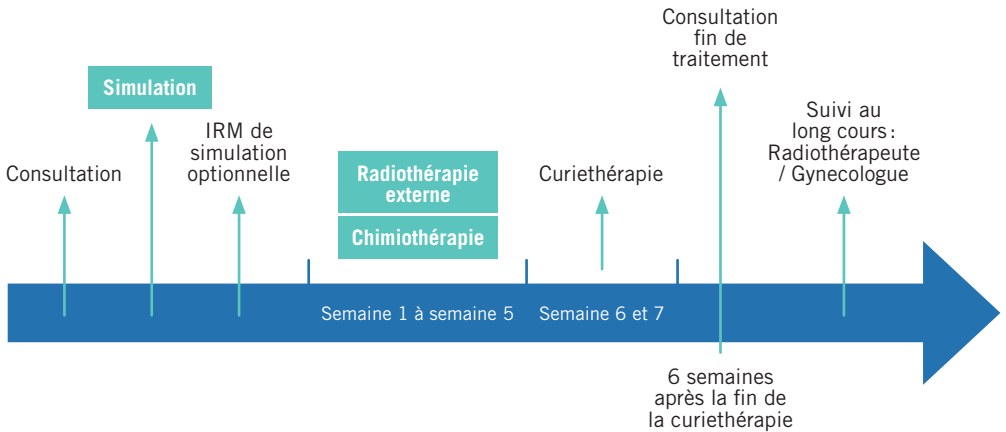 Consultation
Simulation
IRM de
simulation
optionnelle
Radiothérapie
externe
Chimiothérapie
Curiethérapie
Consultation
fin de
traitement
Suivi au
long cours :
Radiothérapeute
/ Gynecologue
Semaine 1 à semaine 5
Semaine 6 et 7
6 semaines
après la fin de
la curiethérapie